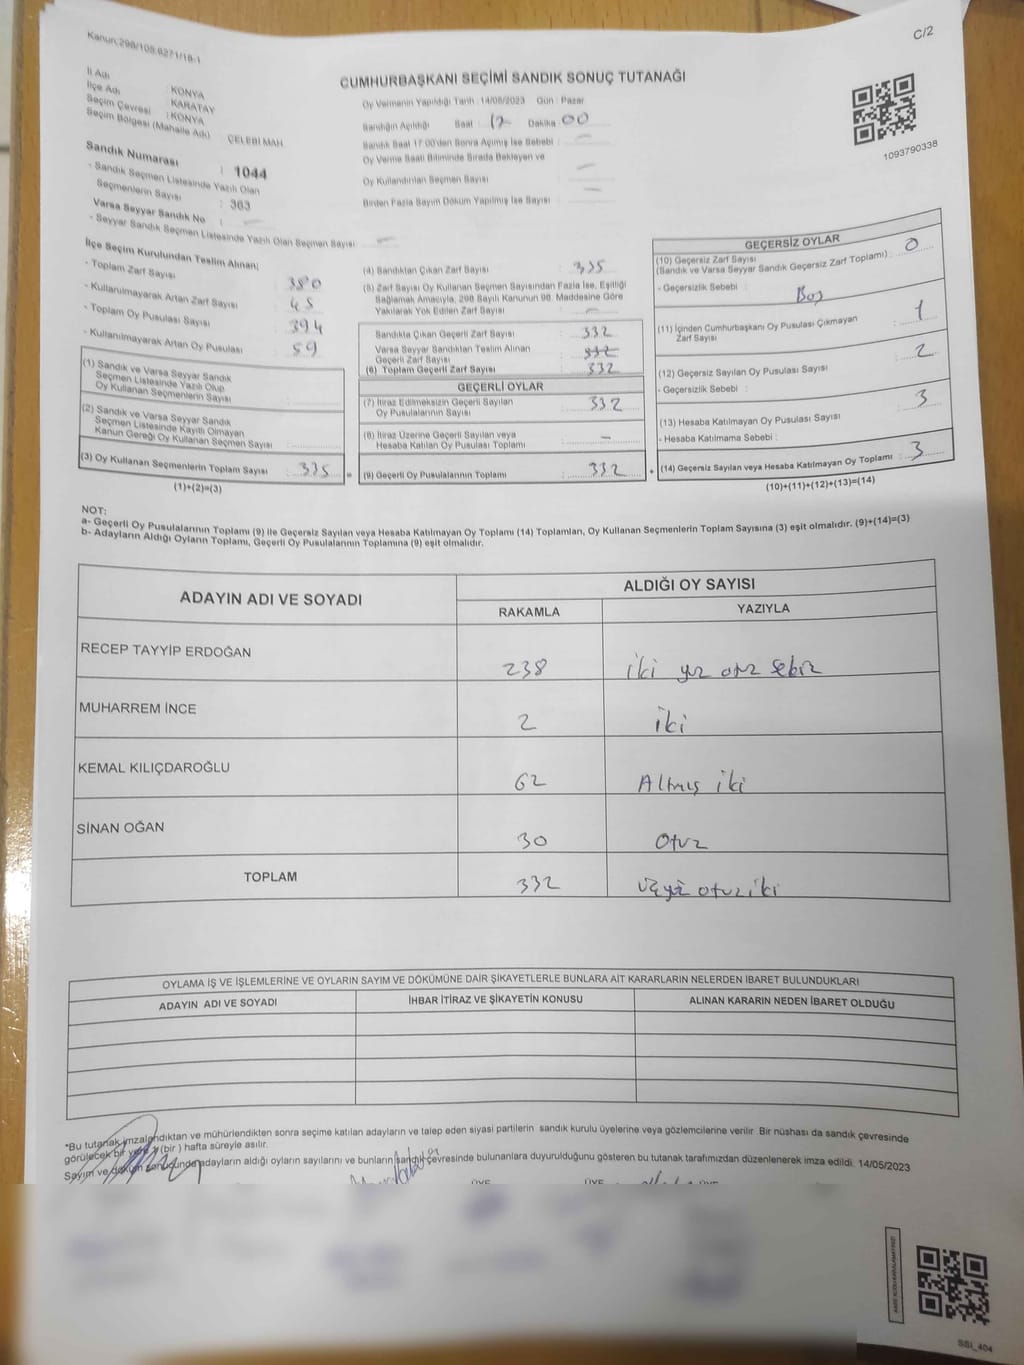 Kanun;298/108,6271/18-1
C/2
İl Adı : KONYA
İlçe Adı : KARATAY
Seçim Çevresi : KONYA
Seçim Bölgesi (Mahalle Adı) ÇELEBİ MAH
Sandık Numarası : 1044
- Sandık Seçmen Listesinde Yazılı Olan
Seçmenlerin Sayısı : 363
Varsa Seyyar Sandık No : -
- Seyyar Sandık Seçmen Listesinde Yazılı Olan Seçmen Sayısı -
CUMHURBAŞKANI SEÇİMİ SANDIK SONUÇ TUTANAĞI
Oy Vermenin Yapıldığı Tarih : 14/05/2023 Gün : Pazar
Sandığın Açıldığı Saat : 17 Dakika 00
Sandık Saat 17:00'den Sonra Açılmış İse Sebebi : -
Oy Verme Saati Bitiminde Sırada Bekleyen ve
Oy Kullandırılan Seçmen Sayısı -
Birden Fazla Sayım Döküm Yapılmış İse Sayısı -
1093790338
İlçe Seçim Kurulundan Teslim Alınan;
- Toplam Zarf Sayısı : 380
- Kullanılmayarak Artan Zarf Sayısı : 45
- Toplam Oy Pusulası Sayısı : 394
- Kullanılmayarak Artan Oy Pusulası : 59
(1) Sandık ve Varsa Seyyar Sandık
Seçmen Listesinde Yazılı Olup
Oy Kullanan Seçmenlerin Sayısı :
(2) Sandık ve Varsa Seyyar Sandık
Seçmen Listesinde Kayıtlı Olmayan
Kanun Gereği Oy Kullanan Seçmen Sayısı :
(3) Oy Kullanan Seçmenlerin Toplam Sayısı : 335 =
(1)+(2)=(3)
(4) Sandıktan Çıkan Zarf Sayısı : 335
(5) Zarf Sayısı Oy Kullanan Seçmen Sayısından Fazla İse, Eşitliği
Sağlamak Amacıyla, 298 Sayılı Kanunun 98. Maddesine Göre
Yakılarak Yok Edilen Zarf Sayısı : -
Sandıkta Çıkan Geçerli Zarf Sayısı : 332
Varsa Seyyar Sandıktan Teslim Alınan
Geçerli Zarf Sayısı : 332
(6) Toplam Geçerli Zarf Sayısı : 332
GEÇERLİ OYLAR
(7) İtiraz Edilmeksizin Geçerli Sayılan
Oy Pusulalarının Sayısı : 332
(8) İtiraz Üzerine Geçerli Sayılan veya
Hesaba Katılan Oy Pusulası Toplamı : -
(9) Geçerli Oy Pusulalarının Toplamı : 332 +
GEÇERSİZ OYLAR
(10) Geçersiz Zarf Sayısı
(Sandık ve Varsa Seyyar Sandık Geçersiz Zarf Toplamı) : 0
- Geçersizlik Sebebi : Boş
(11) İçinden Cumhurbaşkanı Oy Pusulası Çıkmayan
Zarf Sayısı : 1
(12) Geçersiz Sayılan Oy Pusulası Sayısı : 2
- Geçersizlik Sebebi :
(13) Hesaba Katılmayan Oy Pusulası Sayısı : 3
- Hesaba Katılmama Sebebi :
(14) Geçersiz Sayılan veya Hesaba Katılmayan Oy Toplamı : 3
(10)+(11)+(12)+(13)=(14)
NOT:
a- Geçerli Oy Pusulalarının Toplamı (9) ile Geçersiz Sayılan veya Hesaba Katılmayan Oy Toplamı (14) Toplamları, Oy Kullanan Seçmenlerin Toplam Sayısına (3) eşit olmalıdır. (9)+(14)=(3)
b- Adayların Aldığı Oyların Toplamı, Geçerli Oy Pusulalarının Toplamına (9) eşit olmalıdır.
ADAYIN ADI VE SOYADI
ALDIĞI OY SAYISI
RAKAMLA YAZIYLA
RECEP TAYYİP ERDOĞAN 238 iki yüz otuz sekiz
MUHARREM İNCE 2 iki
KEMAL KILIÇDAROĞLU 62 Altmış iki
SİNAN OĞAN 30 Otuz
TOPLAM 332 üçyüz otuz iki
OYLAMA İŞ VE İŞLEMLERİNE VE OYLARIN SAYIM VE DÖKÜMÜNE DAİR ŞİKAYETLERLE BUNLARA AİT KARARLARIN NELERDEN İBARET BULUNDUKLARI
ADAYIN ADI VE SOYADI İHBAR İTİRAZ VE ŞİKAYETİN KONUSU ALINAN KARARIN NEDEN İBARET OLDUĞU
*Bu tutanak imzalandıktan ve mühürlendikten sonra seçime katılan adayların ve talep eden siyasi partilerin sandık kurulu üyelerine veya gözlemcilerine verilir. Bir nüshası da sandık çevresinde
görülecek bir yere 1 (bir) hafta süreyle asılır.
Sayım ve döküm sonucunda adayların aldığı oyların sayılarını ve bunların sandık çevresinde bulunanlara duyurulduğunu gösteren bu tutanak tarafımızdan düzenlenerek imza edildi. 14/05/2023
ÜYE ÜYE ÜYE
SSI_404